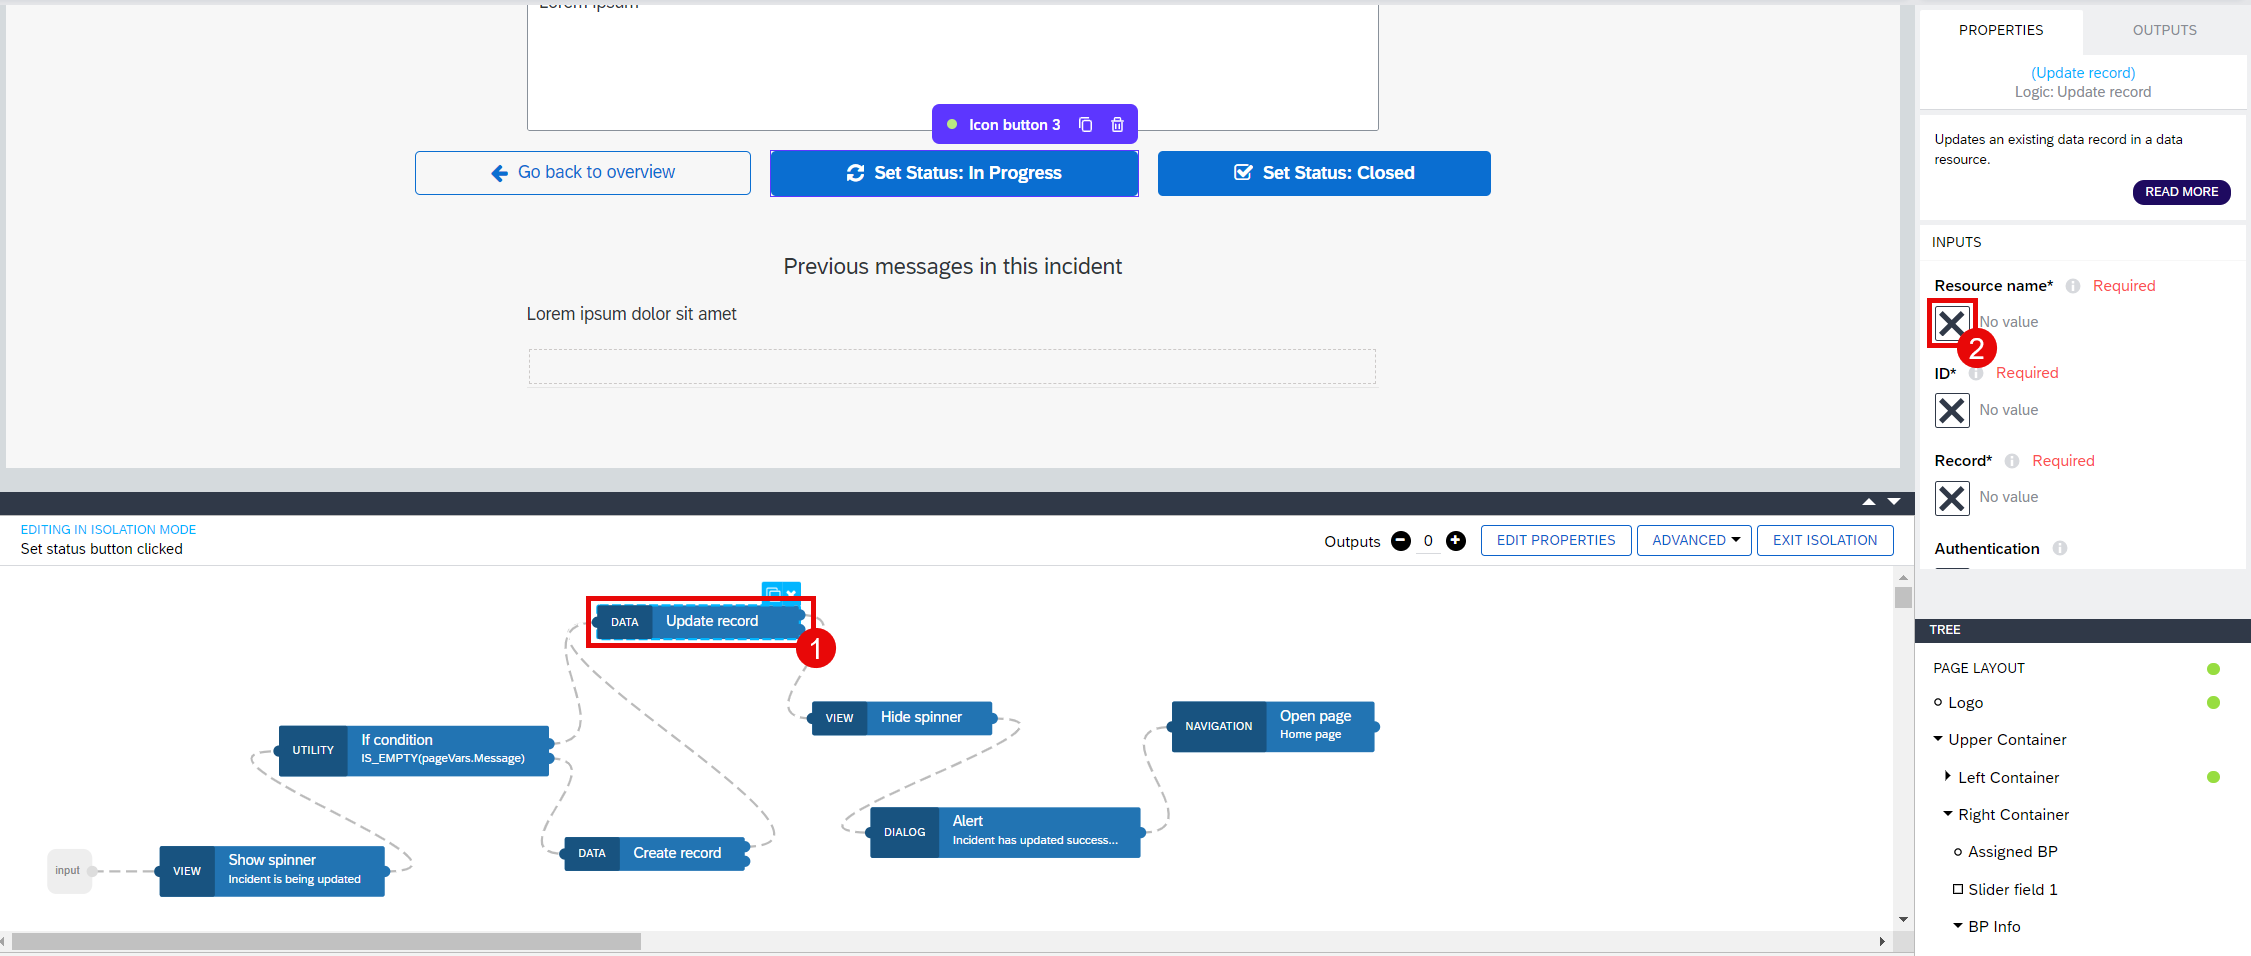 Lorem ipsum
Icon button 3
Go back to overview
Set Status: In Progress
Set Status: Closed
Previous messages in this incident
Lorem ipsum dolor sit amet
PROPERTIES
OUTPUTS
(Update record)
Logic: Update record
Updates an existing data record in a data
resource.
READ MORE
INPUTS
Resource name*
Required
No value
2
ID*
Required
No value
Record*
Required
No value
Authentication
EDITING IN ISOLATION MODE
Set status button clicked
Outputs
0
EDIT PROPERTIES
ADVANCED
EXIT ISOLATION
DATA
Update record
1
VIEW
Hide spinner
NAVIGATION
Open page
Home page
UTILITY
If condition
IS_EMPTY(pageVars.Message)
DIALOG
Alert
Incident has updated success...
DATA
Create record
input
VIEW
Show spinner
Incident is being updated
TREE
PAGE LAYOUT
Logo
Upper Container
Left Container
Right Container
Assigned BP
Slider field 1
BP Info